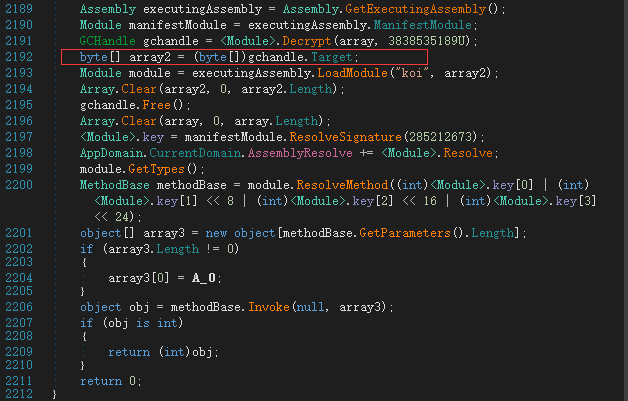 2189 Assembly executingAssembly = Assembly.GetExecutingAssembly();
2190 Module manifestModule = executingAssembly.ManifestModule;
2191 GCHandle gchandle = <Module>.Decrypt(array, 3838535189U);
2192 byte[] array2 = (byte[])gchandle.Target;
2193 Module module = executingAssembly.LoadModule("koi", array2);
2194 Array.Clear(array2, 0, array2.Length);
2195 gchandle.Free();
2196 Array.Clear(array, 0, array.Length);
2197 <Module>.key = manifestModule.ResolveSignature(285212673);
2198 AppDomain.CurrentDomain.AssemblyResolve += <Module>.Resolve;
2199 module.GetTypes();
2200 MethodBase methodBase = module.ResolveMethod((int)<Module>.key[0] | (int)
<Module>.key[1] << 8 | (int)<Module>.key[2] << 16 | (int)<Module>.key[3]
<< 24);
2201 object[] array3 = new object[methodBase.GetParameters().Length];
2202 if (array3.Length != 0)
2203 {
2204 array3[0] = A_0;
2205 }
2206 object obj = methodBase.Invoke(null, array3);
2207 if (obj is int)
2208 {
2209 return (int)obj;
2210 }
2211 return 0;
2212 }